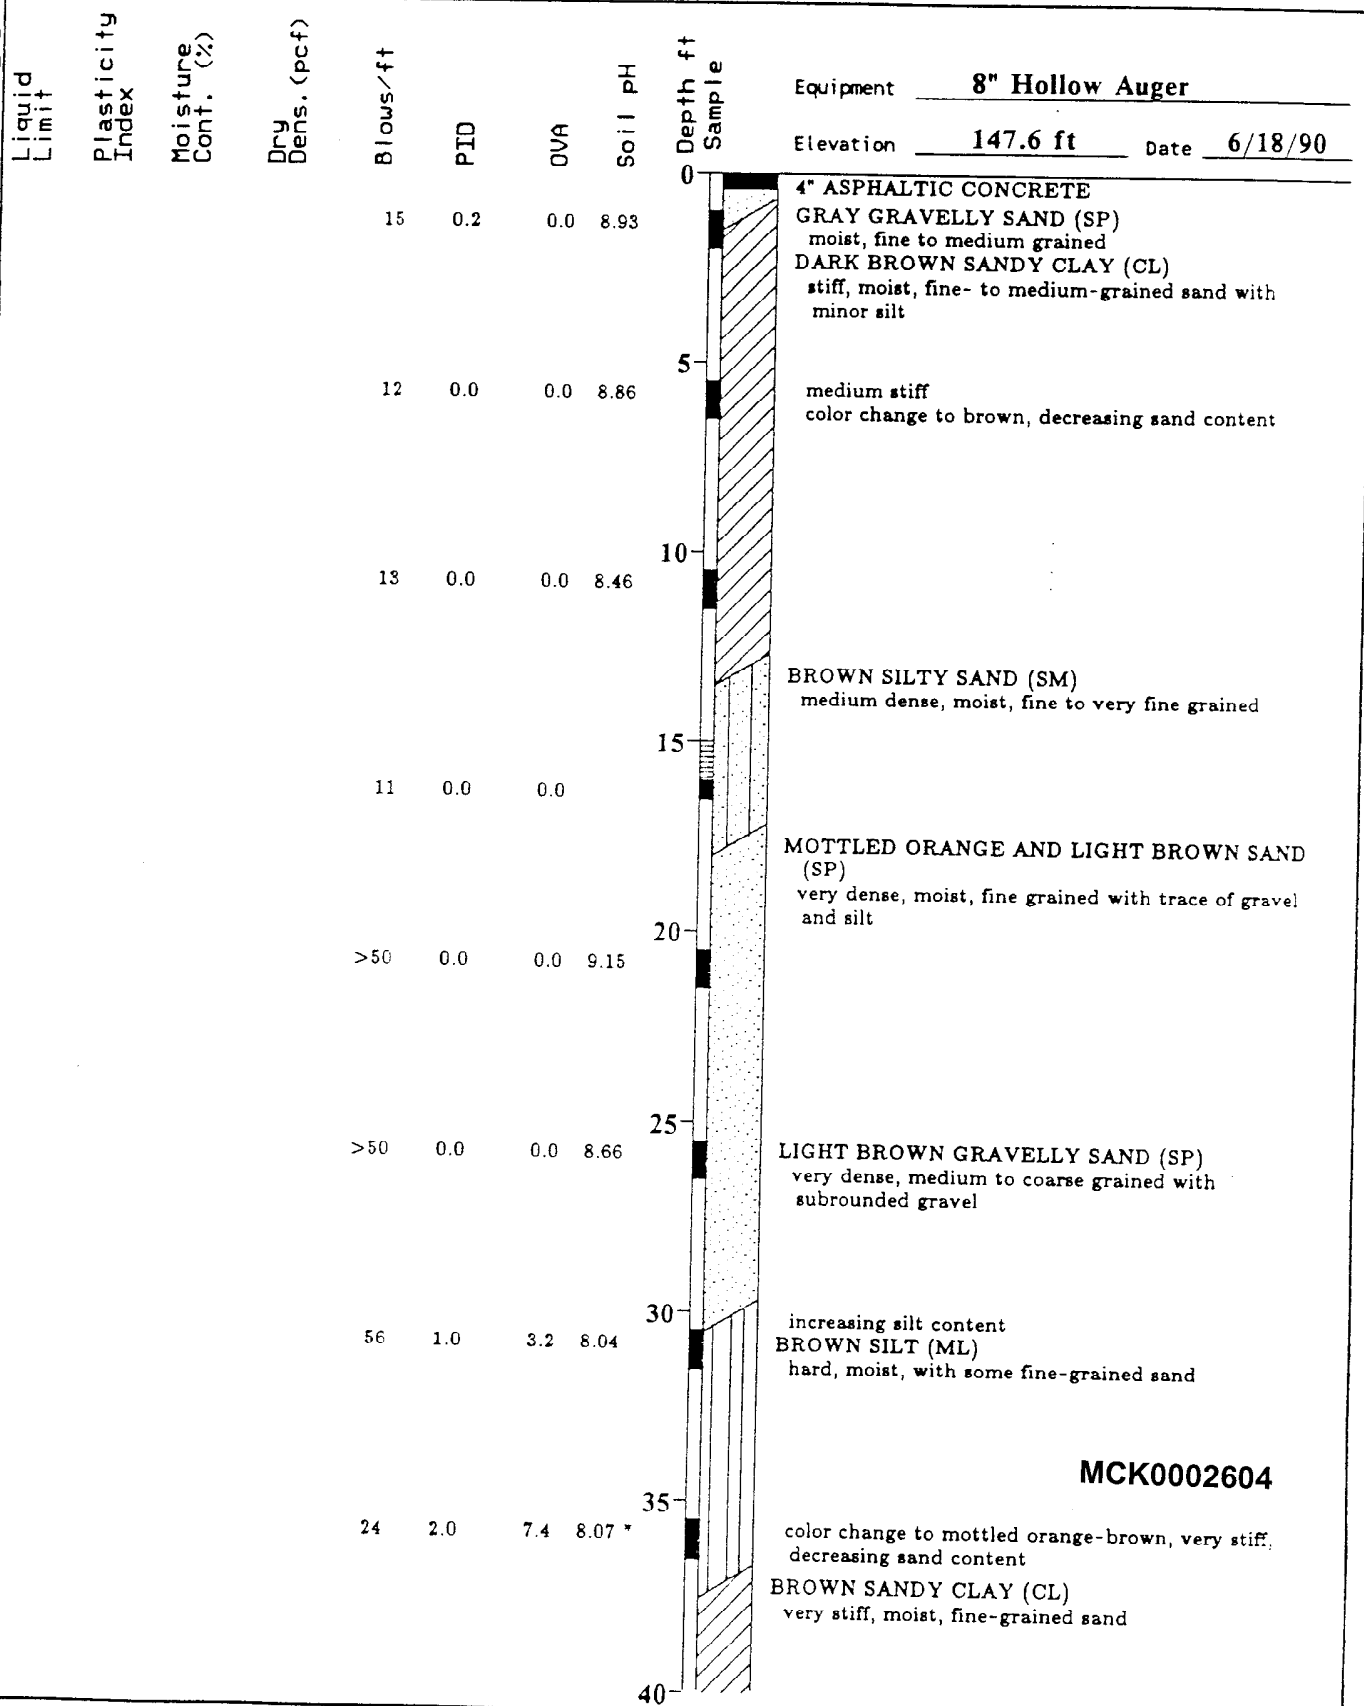 Liquid Limit
Plasticity Index
Moisture Cont. (%)
Dry Dens. (pcf)
Blows/ft
PID
OVA
Soil pH
Depth ft
Sample
Equipment 8" Hollow Auger
Elevation 147.6 ft Date 6/18/90
0
4" ASPHALTIC CONCRETE
15 0.2 0.0 8.93 GRAY GRAVELLY SAND (SP)
moist, fine to medium grained
DARK BROWN SANDY CLAY (CL)
stiff, moist, fine- to medium-grained sand with
minor silt
5
12 0.0 0.0 8.86 medium stiff
color change to brown, decreasing sand content
10
13 0.0 0.0 8.46
BROWN SILTY SAND (SM)
medium dense, moist, fine to very fine grained
15
11 0.0 0.0
MOTTLED ORANGE AND LIGHT BROWN SAND
(SP)
very dense, moist, fine grained with trace of gravel
and silt
20
>50 0.0 0.0 9.15
25
>50 0.0 0.0 8.66 LIGHT BROWN GRAVELLY SAND (SP)
very dense, medium to coarse grained with
subrounded gravel
30
increasing silt content
56 1.0 3.2 8.04 BROWN SILT (ML)
hard, moist, with some fine-grained sand
MCK0002604
35
24 2.0 7.4 8.07 * color change to mottled orange-brown, very stiff,
decreasing sand content
BROWN SANDY CLAY (CL)
very stiff, moist, fine-grained sand
40